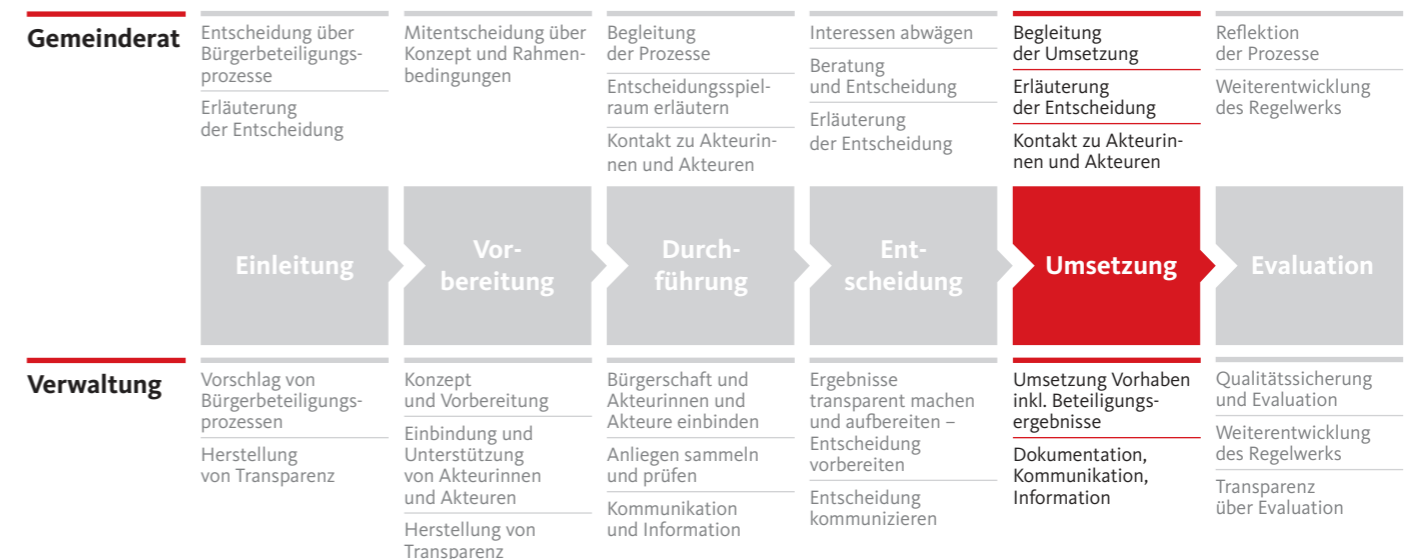 Gemeinderat
Entscheidung über
Bürgerbeteiligungs-
prozesse
Erläuterung
der Entscheidung
Mitentscheidung über
Konzept und Rahmen-
bedingungen
Begleitung
der Prozesse
Entscheidungsspiel-
raum erläutern
Kontakt zu Akteurin-
nen und Akteuren
Interessen abwägen
Beratung
und Entscheidung
Erläuterung
der Entscheidung
Begleitung
der Umsetzung
Erläuterung
der Entscheidung
Kontakt zu Akteurin-
nen und Akteuren
Reflektion
der Prozesse
Weiterentwicklung
des Regelwerks
Einleitung
Vor-
bereitung
Durch-
führung
Ent-
scheidung
Umsetzung
Evaluation
Verwaltung
Vorschlag von
Bürgerbeteiligungs-
prozessen
Herstellung
von Transparenz
Konzept
und Vorbereitung
Einbindung und
Unterstützung
von Akteurinnen
und Akteuren
Herstellung von
Transparenz
Bürgerschaft und
Akteurinnen und
Akteure einbinden
Anliegen sammeln
und prüfen
Kommunikation
und Information
Ergebnisse
transparent machen
und aufbereiten –
Entscheidung
vorbereiten
Entscheidung
kommunizieren
Umsetzung Vorhaben
inkl. Beteiligungs-
ergebnisse
Dokumentation,
Kommunikation,
Information
Qualitätssicherung
und Evaluation
Weiterentwicklung
des Regelwerks
Transparenz
über Evaluation